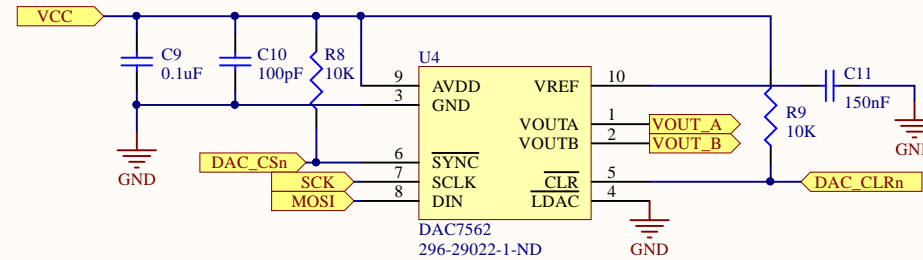 VCC
C9
0.1uF
C10
100pF
R8
10K
U4
9
AVDD
3
GND
6
SYNC
7
SCLK
8
DIN
VREF
10
VOUTA
1
VOUTB
2
CLR
5
LDAC
4
C11
150nF
R9
10K
VOUT_A
VOUT_B
DAC_CSn
SCK
MOSI
DAC_CLRn
GND
GND
GND
DAC7562
296-29022-1-ND